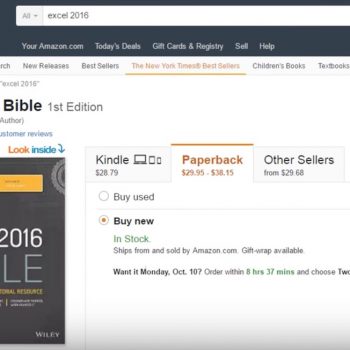 All
excel 2016
Your Amazon.com Today's Deals Gift Cards & Registry Sell Help
rch New Releases Best Sellers The New York Times® Best Sellers Children's Books Textbooks
"excel 2016"
Bible 1st Edition
(Author)
ustomer reviews
Look inside
Kindle
$28.79
Paperback
$29.95 - $38.15
Other Sellers
from $29.68
Buy used
Buy new
In Stock.
Ships from and sold by Amazon.com. Gift-wrap available.
Want it Monday, Oct. 10? Order within 8 hrs 37 mins and choose Two
2016
BLE
TORIAL RESOURCE
WILEY